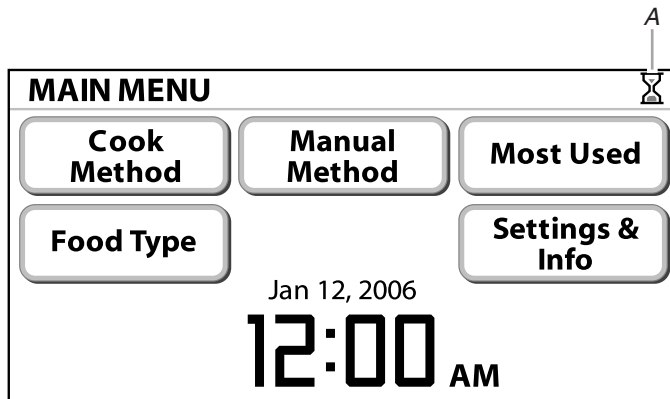 A
MAIN MENU
Cook
Method
Manual
Method
Most Used
Food Type
Settings &
Info
Jan 12, 2006
12:00 AM